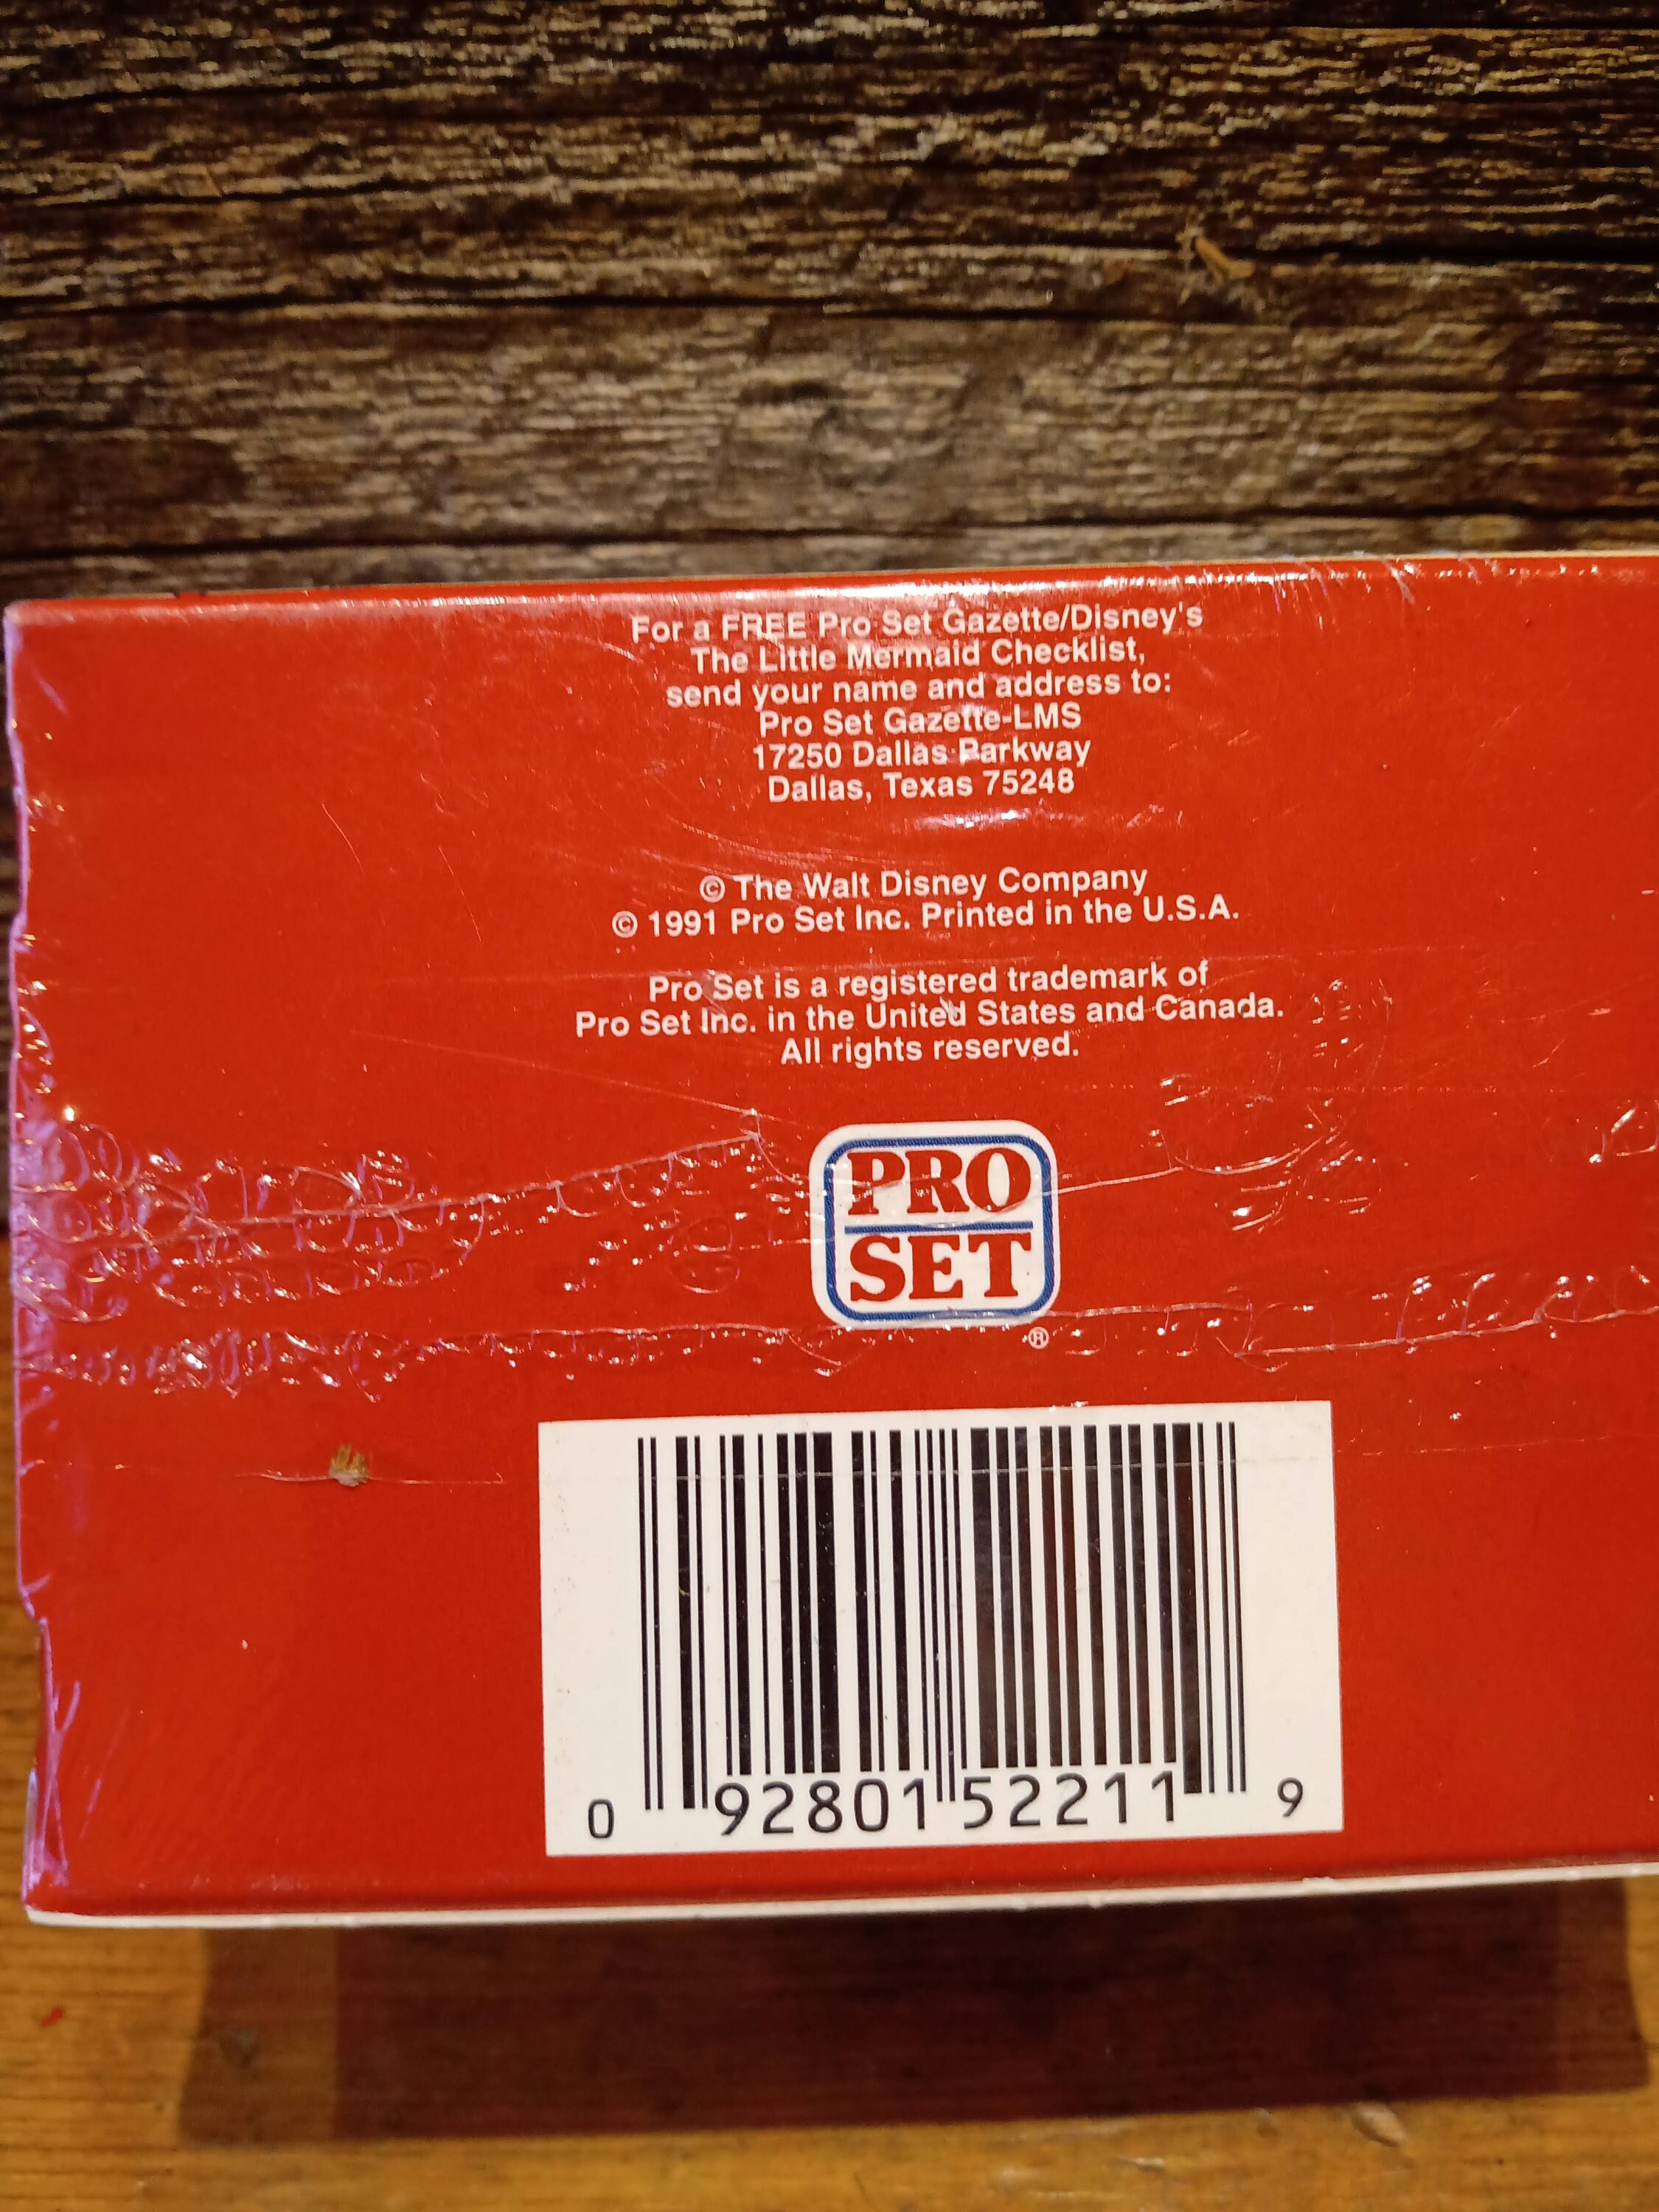 For a FREE Pro Set Gazette/Disney's
The Little Mermaid Checklist,
send your name and address to:
Pro Set Gazette-LMS
17250 Dallas Parkway
Dallas, Texas 75248
© The Walt Disney Company
© 1991 Pro Set Inc. Printed in the U.S.A.
Pro Set is a registered trademark of
Pro Set Inc. in the United States and Canada.
All rights reserved.
PRO
SET
®
0 92801 52211 9